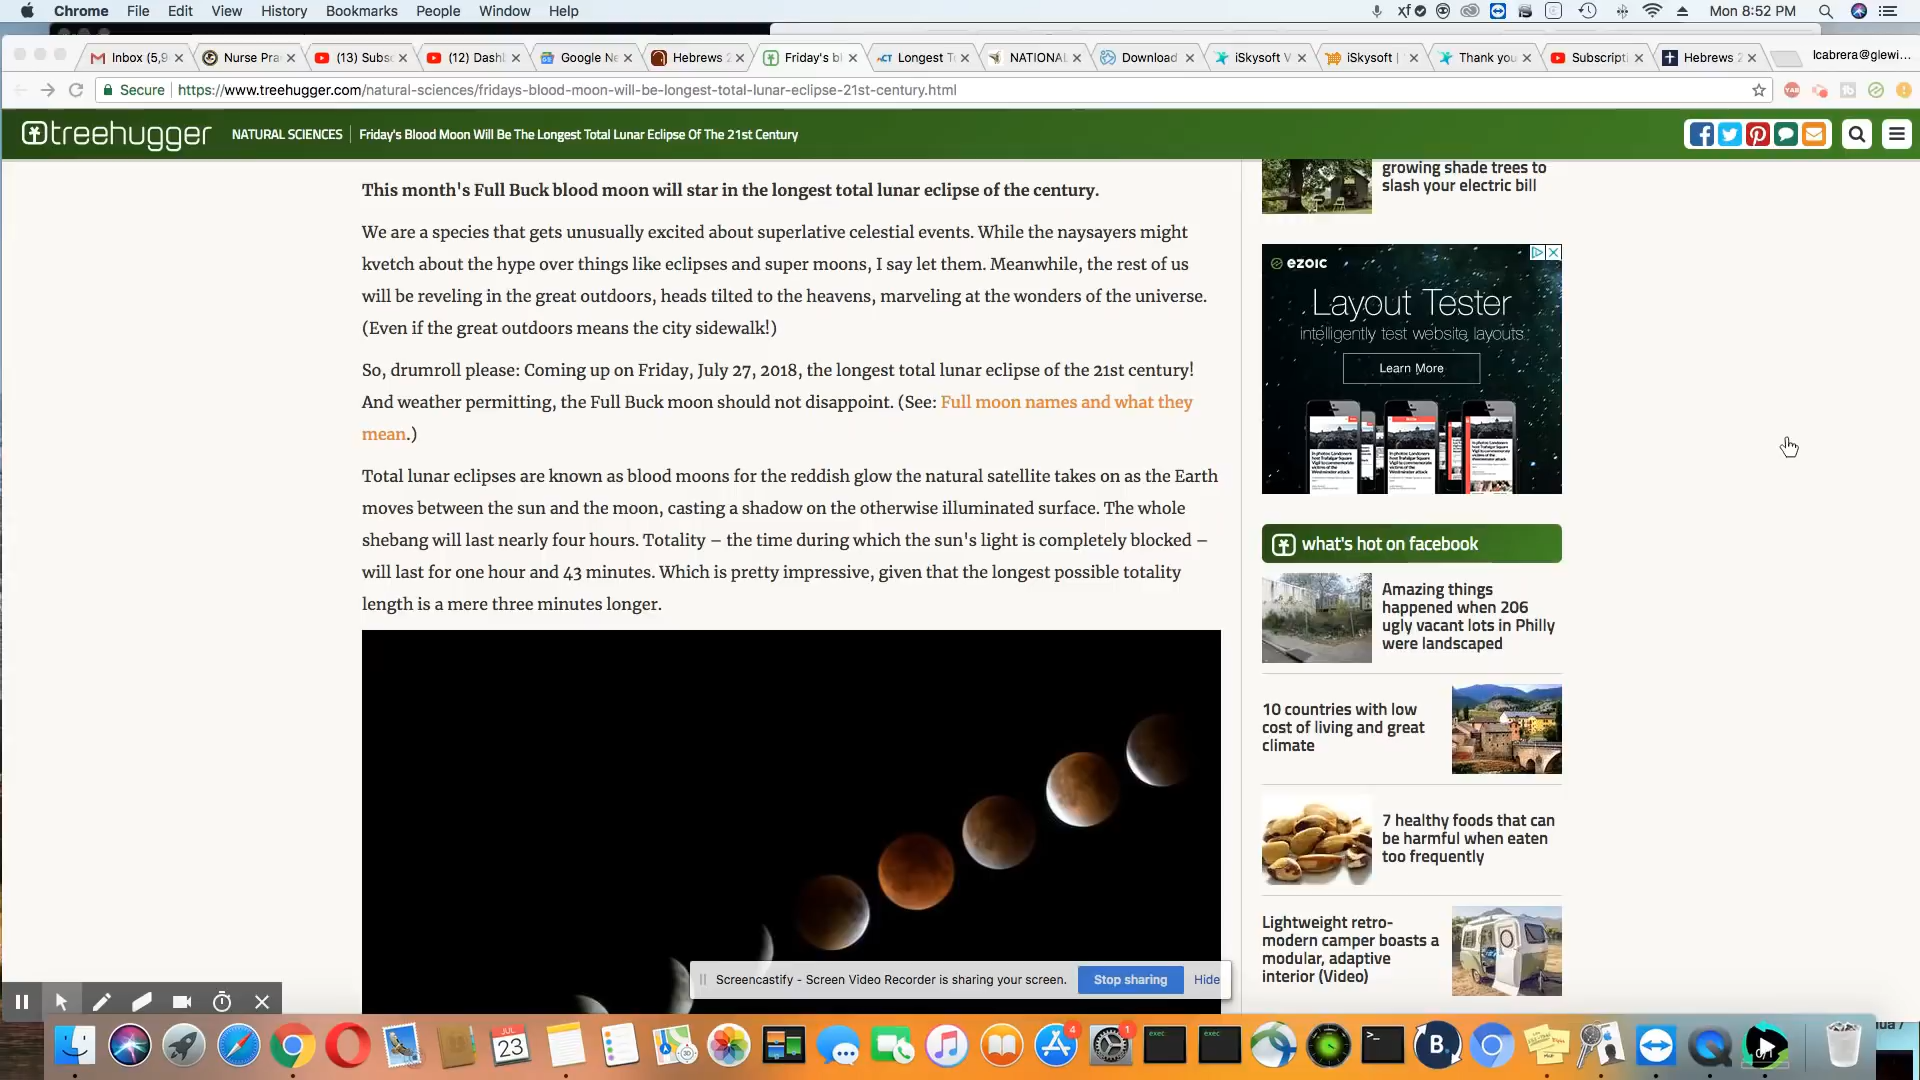 Chrome File Edit View History Bookmarks People Window Help
Mon 8:52 PM
Inbox (5,9 Nurse Pra (13) Subsc (12) Dash Google Ne Hebrews 2 Friday's bl Longest T NATIONAL Download iSkysoft V iSkysoft | Thank you Subscripti Hebrews 2 lcabrera@glewi...
Secure https://www.treehugger.com/natural-sciences/fridays-blood-moon-will-be-longest-total-lunar-eclipse-21st-century.html
treehugger NATURAL SCIENCES Friday's Blood Moon Will Be The Longest Total Lunar Eclipse Of The 21st Century
This month's Full Buck blood moon will star in the longest total lunar eclipse of the century.
We are a species that gets unusually excited about superlative celestial events. While the naysayers might
kvetch about the hype over things like eclipses and super moons, I say let them. Meanwhile, the rest of us
will be reveling in the great outdoors, heads tilted to the heavens, marveling at the wonders of the universe.
(Even if the great outdoors means the city sidewalk!)
So, drumroll please: Coming up on Friday, July 27, 2018, the longest total lunar eclipse of the 21st century!
And weather permitting, the Full Buck moon should not disappoint. (See: Full moon names and what they
mean.)
Total lunar eclipses are known as blood moons for the reddish glow the natural satellite takes on as the Earth
moves between the sun and the moon, casting a shadow on the otherwise illuminated surface. The whole
shebang will last nearly four hours. Totality – the time during which the sun's light is completely blocked –
will last for one hour and 43 minutes. Which is pretty impressive, given that the longest possible totality
length is a mere three minutes longer.
growing shade trees to
slash your electric bill
ezoic
Layout Tester
intelligently test website layouts
Learn More
what's hot on facebook
Amazing things
happened when 206
ugly vacant lots in Philly
were landscaped
10 countries with low
cost of living and great
climate
7 healthy foods that can
be harmful when eaten
too frequently
Lightweight retro-
modern camper boasts a
modular, adaptive
interior (Video)
Screencastify - Screen Video Recorder is sharing your screen. Stop sharing Hide
JUL
23
4
1
exec
exec
B.